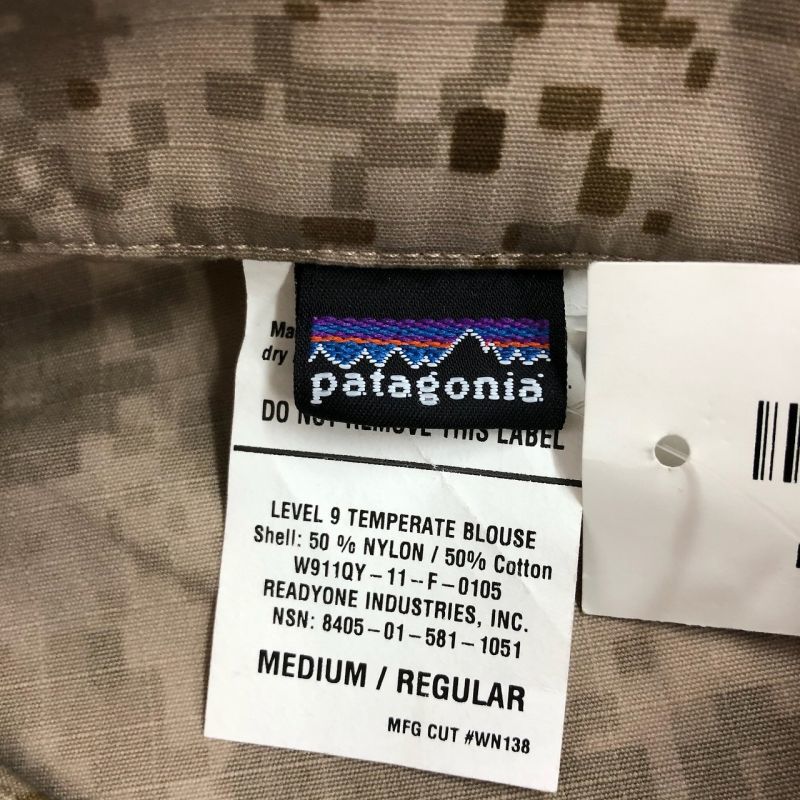 Ma
dry
patagonia
DO NOT REMOVE THIS LABEL
LEVEL 9 TEMPERATE BLOUSE
Shell: 50 % NYLON / 50% Cotton
W911QY-11--F-0105
READYONE INDUSTRIES, INC.
NSN: 8405-01-581-1051
MEDIUM / REGULAR
MFG CUT #WN138